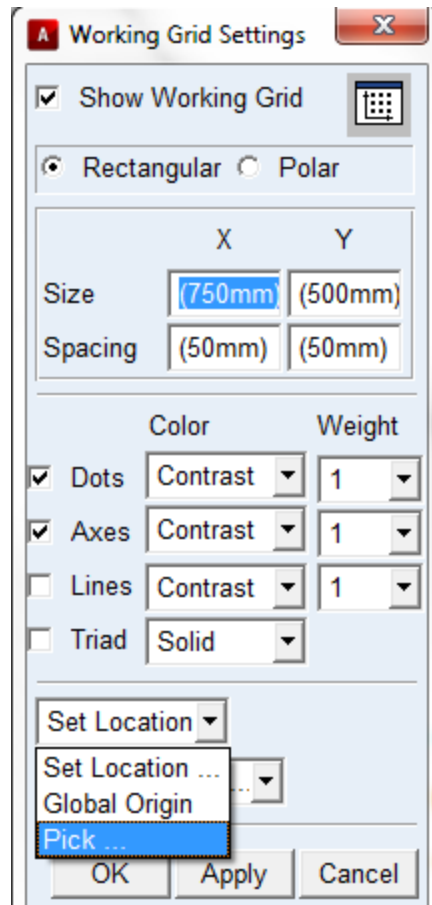 Working Grid Settings
Show Working Grid
Rectangular Polar
X Y
Size (750mm) (500mm)
Spacing (50mm) (50mm)
Color Weight
Dots Contrast 1
Axes Contrast 1
Lines Contrast 1
Triad Solid
Set Location
Set Location ...
Global Origin
...
Pick ...
OK Apply Cancel